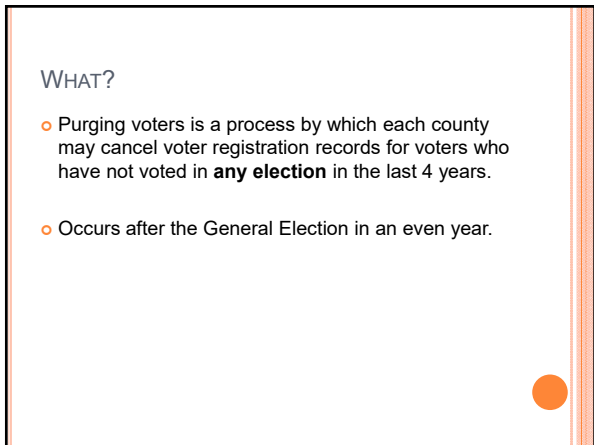 WHAT?
Purging voters is a process by which each county
may cancel voter registration records for voters who
have not voted in any election in the last 4 years.
Occurs after the General Election in an even year.